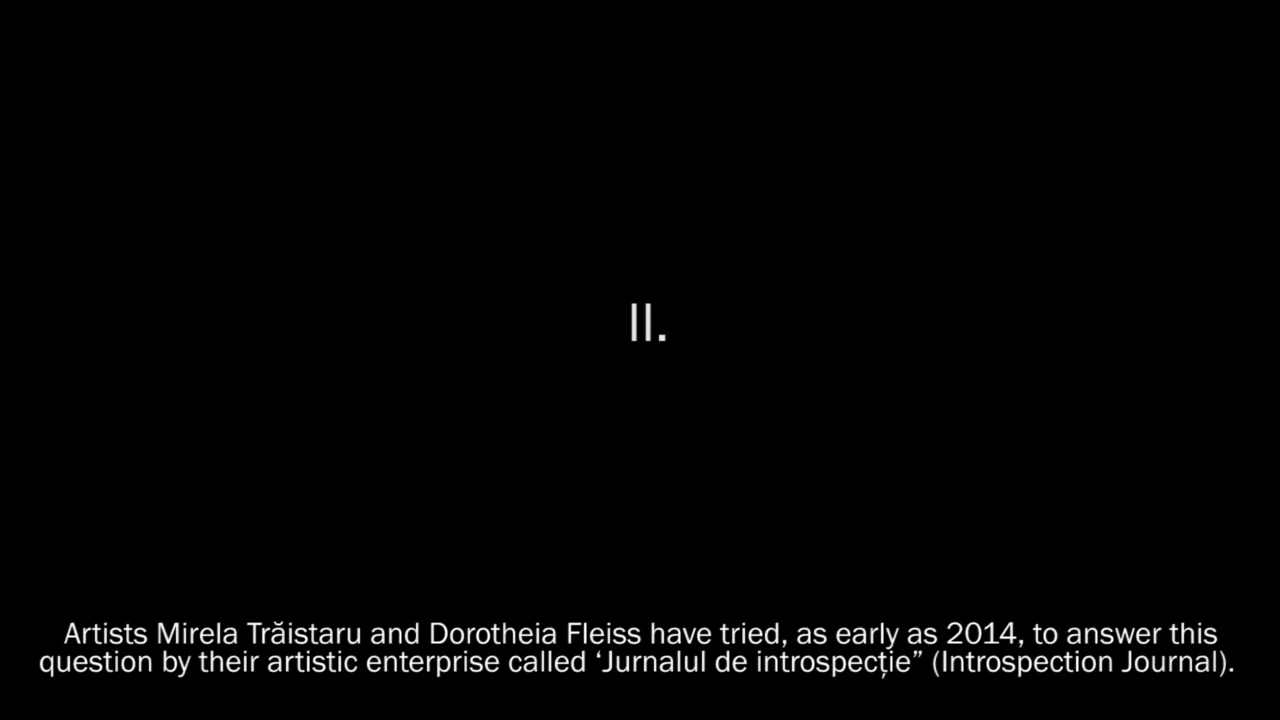 II.
Artists Mirela Trăistaru and Dorotheia Fleiss have tried, as early as 2014, to answer this
question by their artistic enterprise called ‘Jurnalul de introspecție” (Introspection Journal).